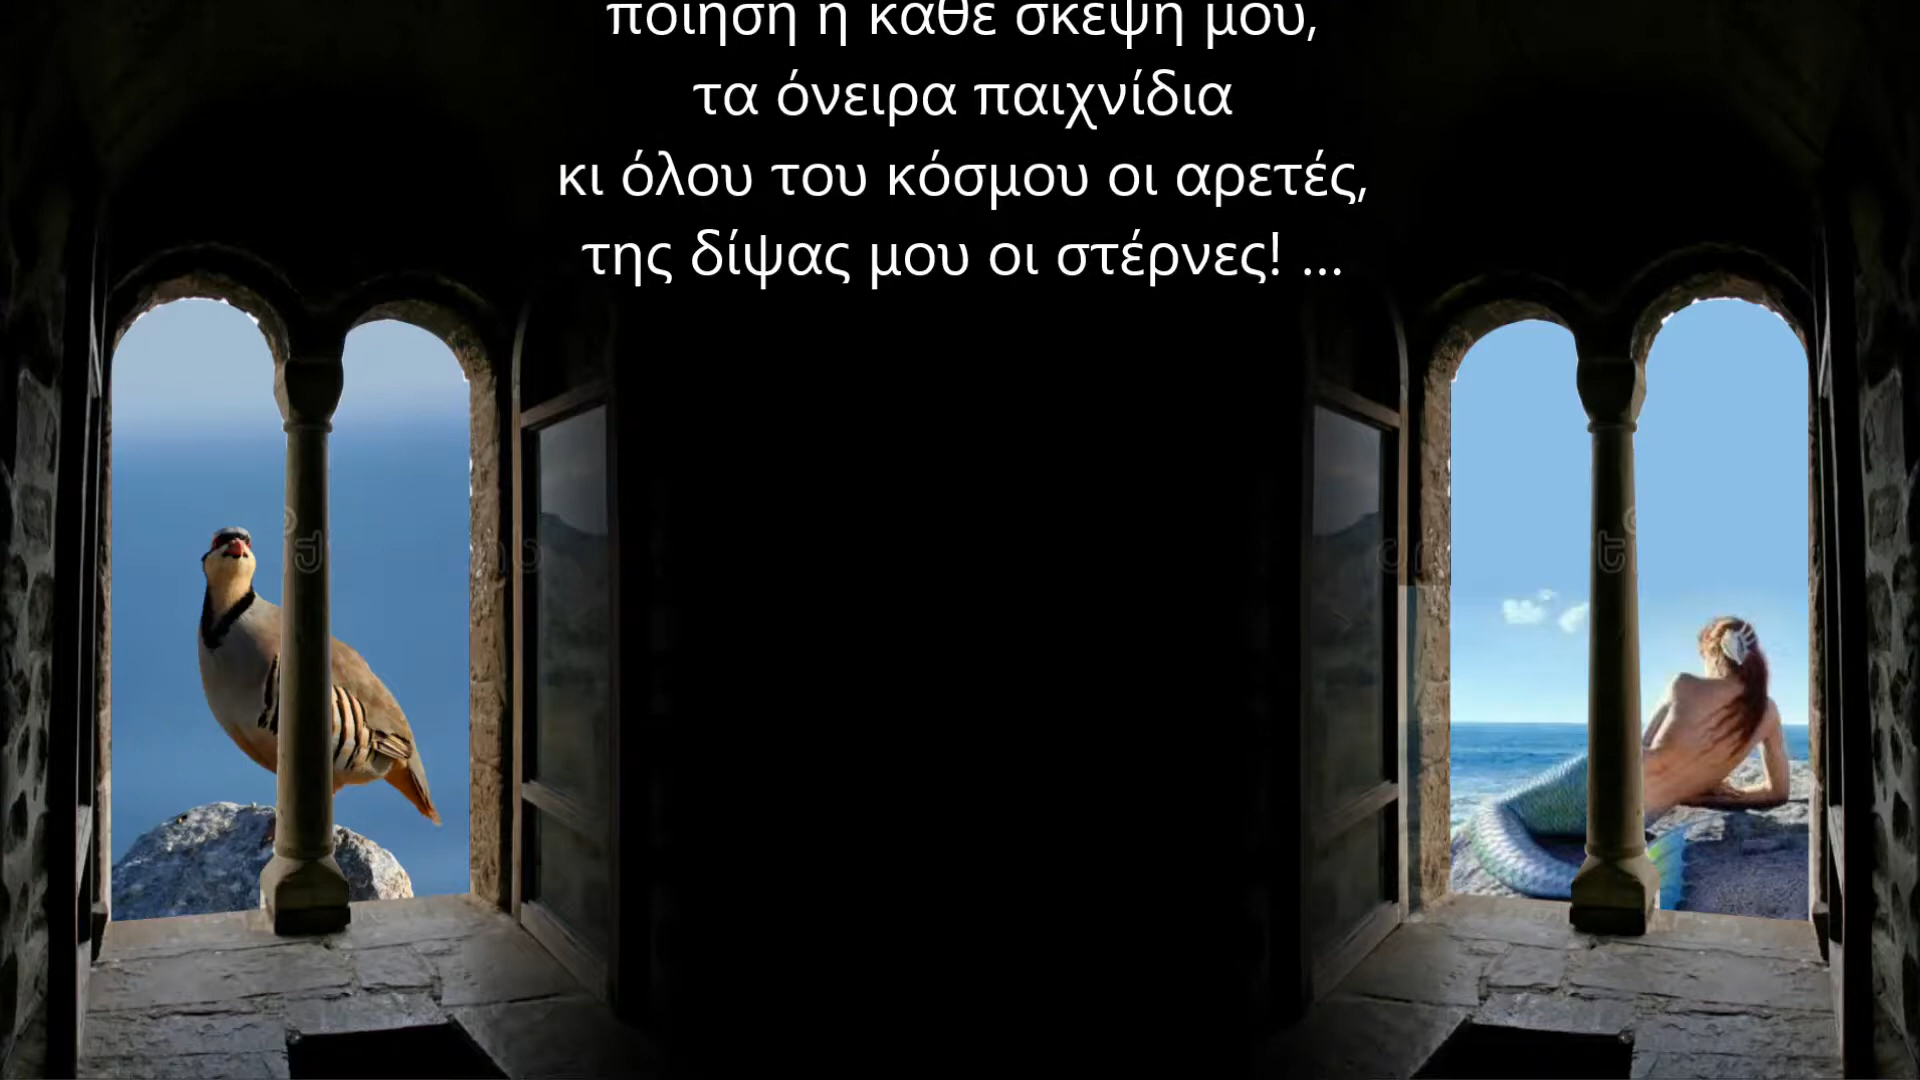 ποίηση η κάθε σκέψη μου,
τα όνειρα παιχνίδια
κι όλου του κόσμου οι αρετές,
της δίψας μου οι στέρνες! ...